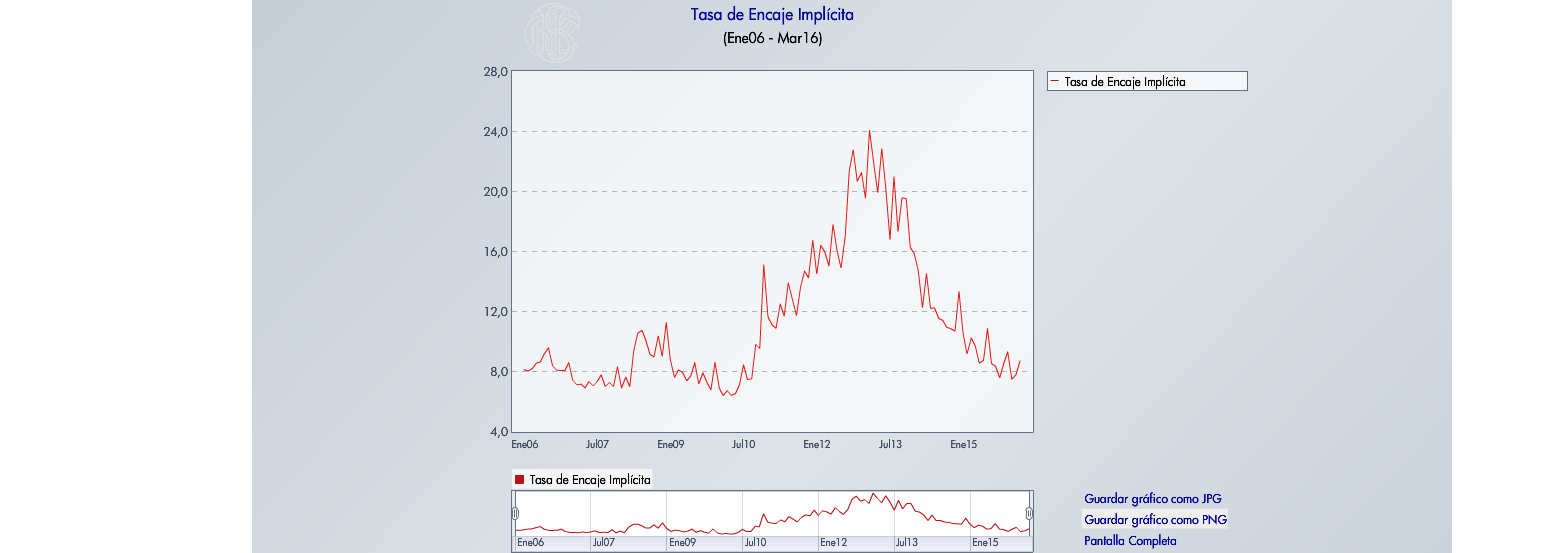 Tasa de Encaje Implícita
(Ene06 - Mar16)
28,0
24,0
20,0
16,0
12,0
8,0
4,0
Ene06 Jul07 Ene09 Jul10 Ene12 Jul13 Ene15
Tasa de Encaje Implícita
Tasa de Encaje Implícita
Ene06 Jul07 Ene09 Jul10 Ene12 Jul13 Ene15
Guardar gráfico como JPG
Guardar gráfico como PNG
Pantalla Completa